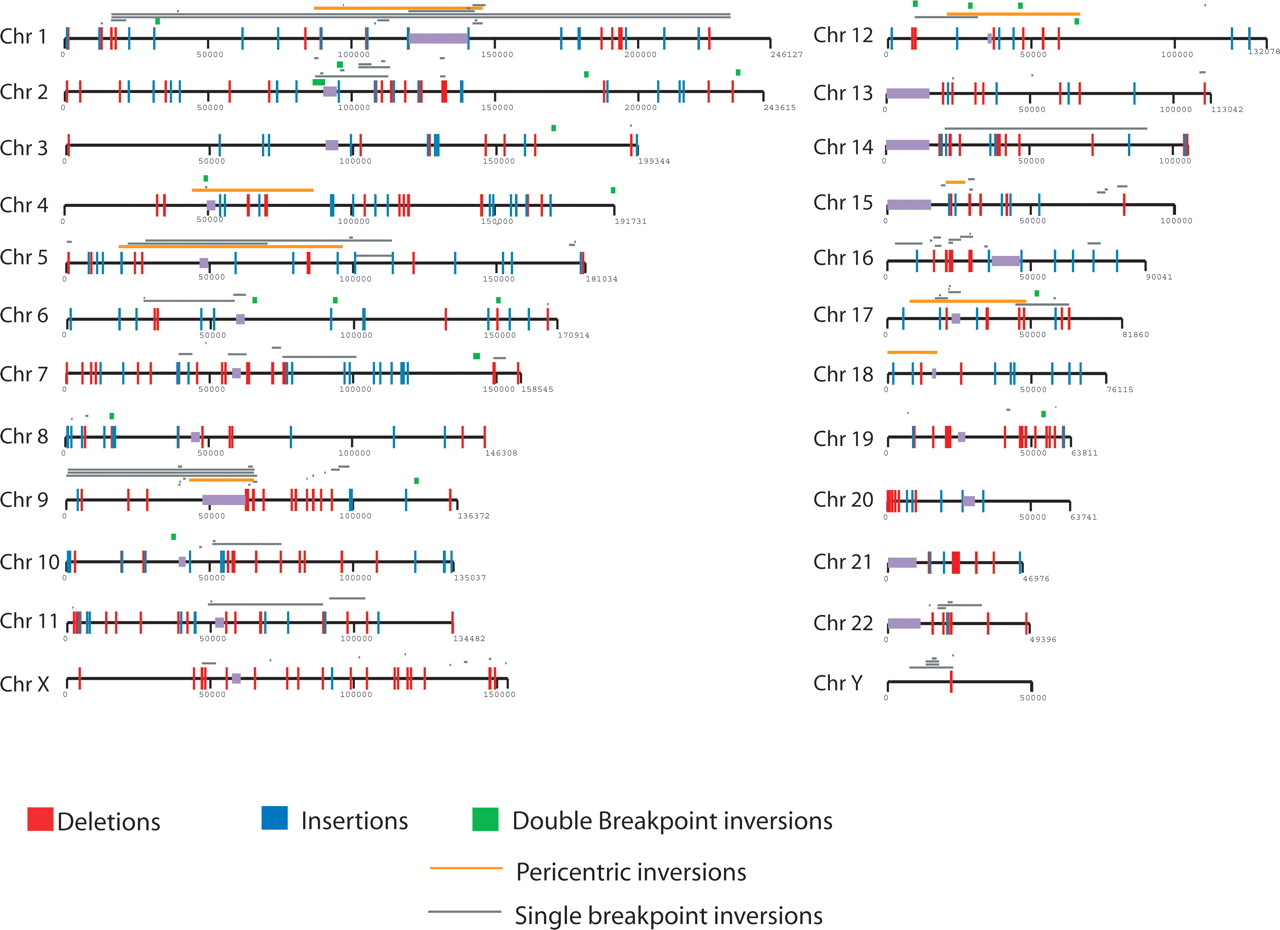 Chr 1
0 50000 100000 150000 200000 246127
Chr 2
0 50000 100000 150000 200000 243615
Chr 3
0 50000 100000 150000 199344
Chr 4
0 50000 100000 150000 191731
Chr 5
0 50000 100000 150000 181034
Chr 6
0 50000 100000 150000 170914
Chr 7
0 50000 100000 150000 158545
Chr 8
0 50000 100000 146308
Chr 9
0 50000 100000 136372
Chr 10
0 50000 100000 135037
Chr 11
0 50000 100000 134482
Chr X
0 50000 100000 150000
Chr 12
0 50000 100000 132078
Chr 13
0 50000 100000 113042
Chr 14
0 50000 100000
Chr 15
0 50000 100000
Chr 16
0 50000 90041
Chr 17
0 50000 81860
Chr 18
0 50000 76115
Chr 19
0 50000 63811
Chr 20
0 50000 63741
Chr 21
0 46976
Chr 22
0 49396
Chr Y
0 50000
Deletions
Insertions
Double Breakpoint inversions
Pericentric inversions
Single breakpoint inversions